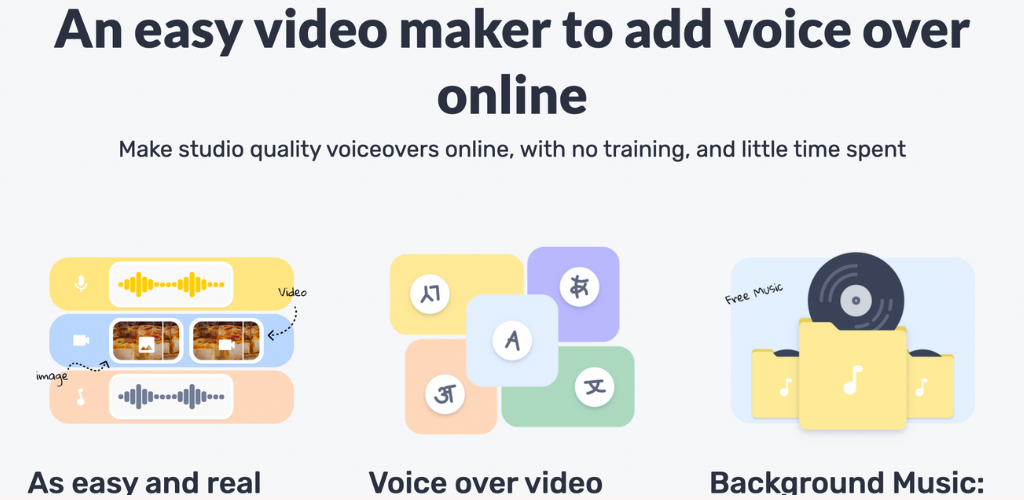 An easy video maker to add voice over
online
Make studio quality voiceovers online, with no training, and little time spent
Video
image
A
अ
文
Free Music
As easy and real
Voice over video
Background Music: